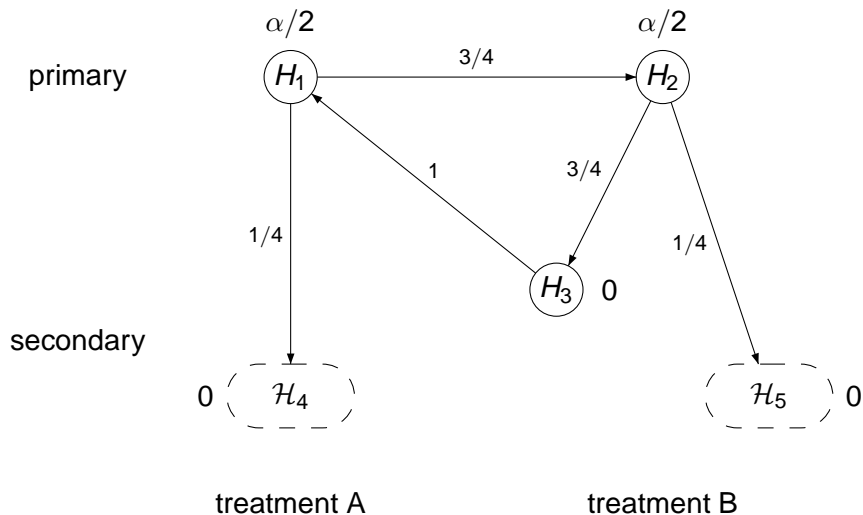 α/2
α/2
primary
H1
3/4
H2
1
3/4
1/4
1/4
H3
0
secondary
0
H4
H5
0
treatment A
treatment B